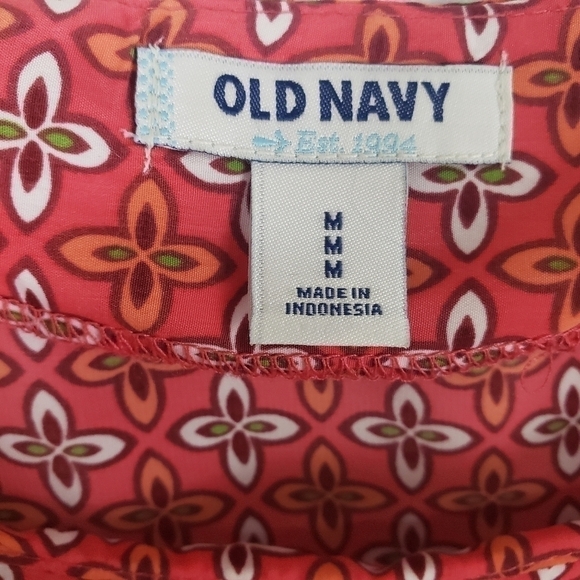 OLD NAVY
Est. 1994
M
M
M
MADE IN
INDONESIA